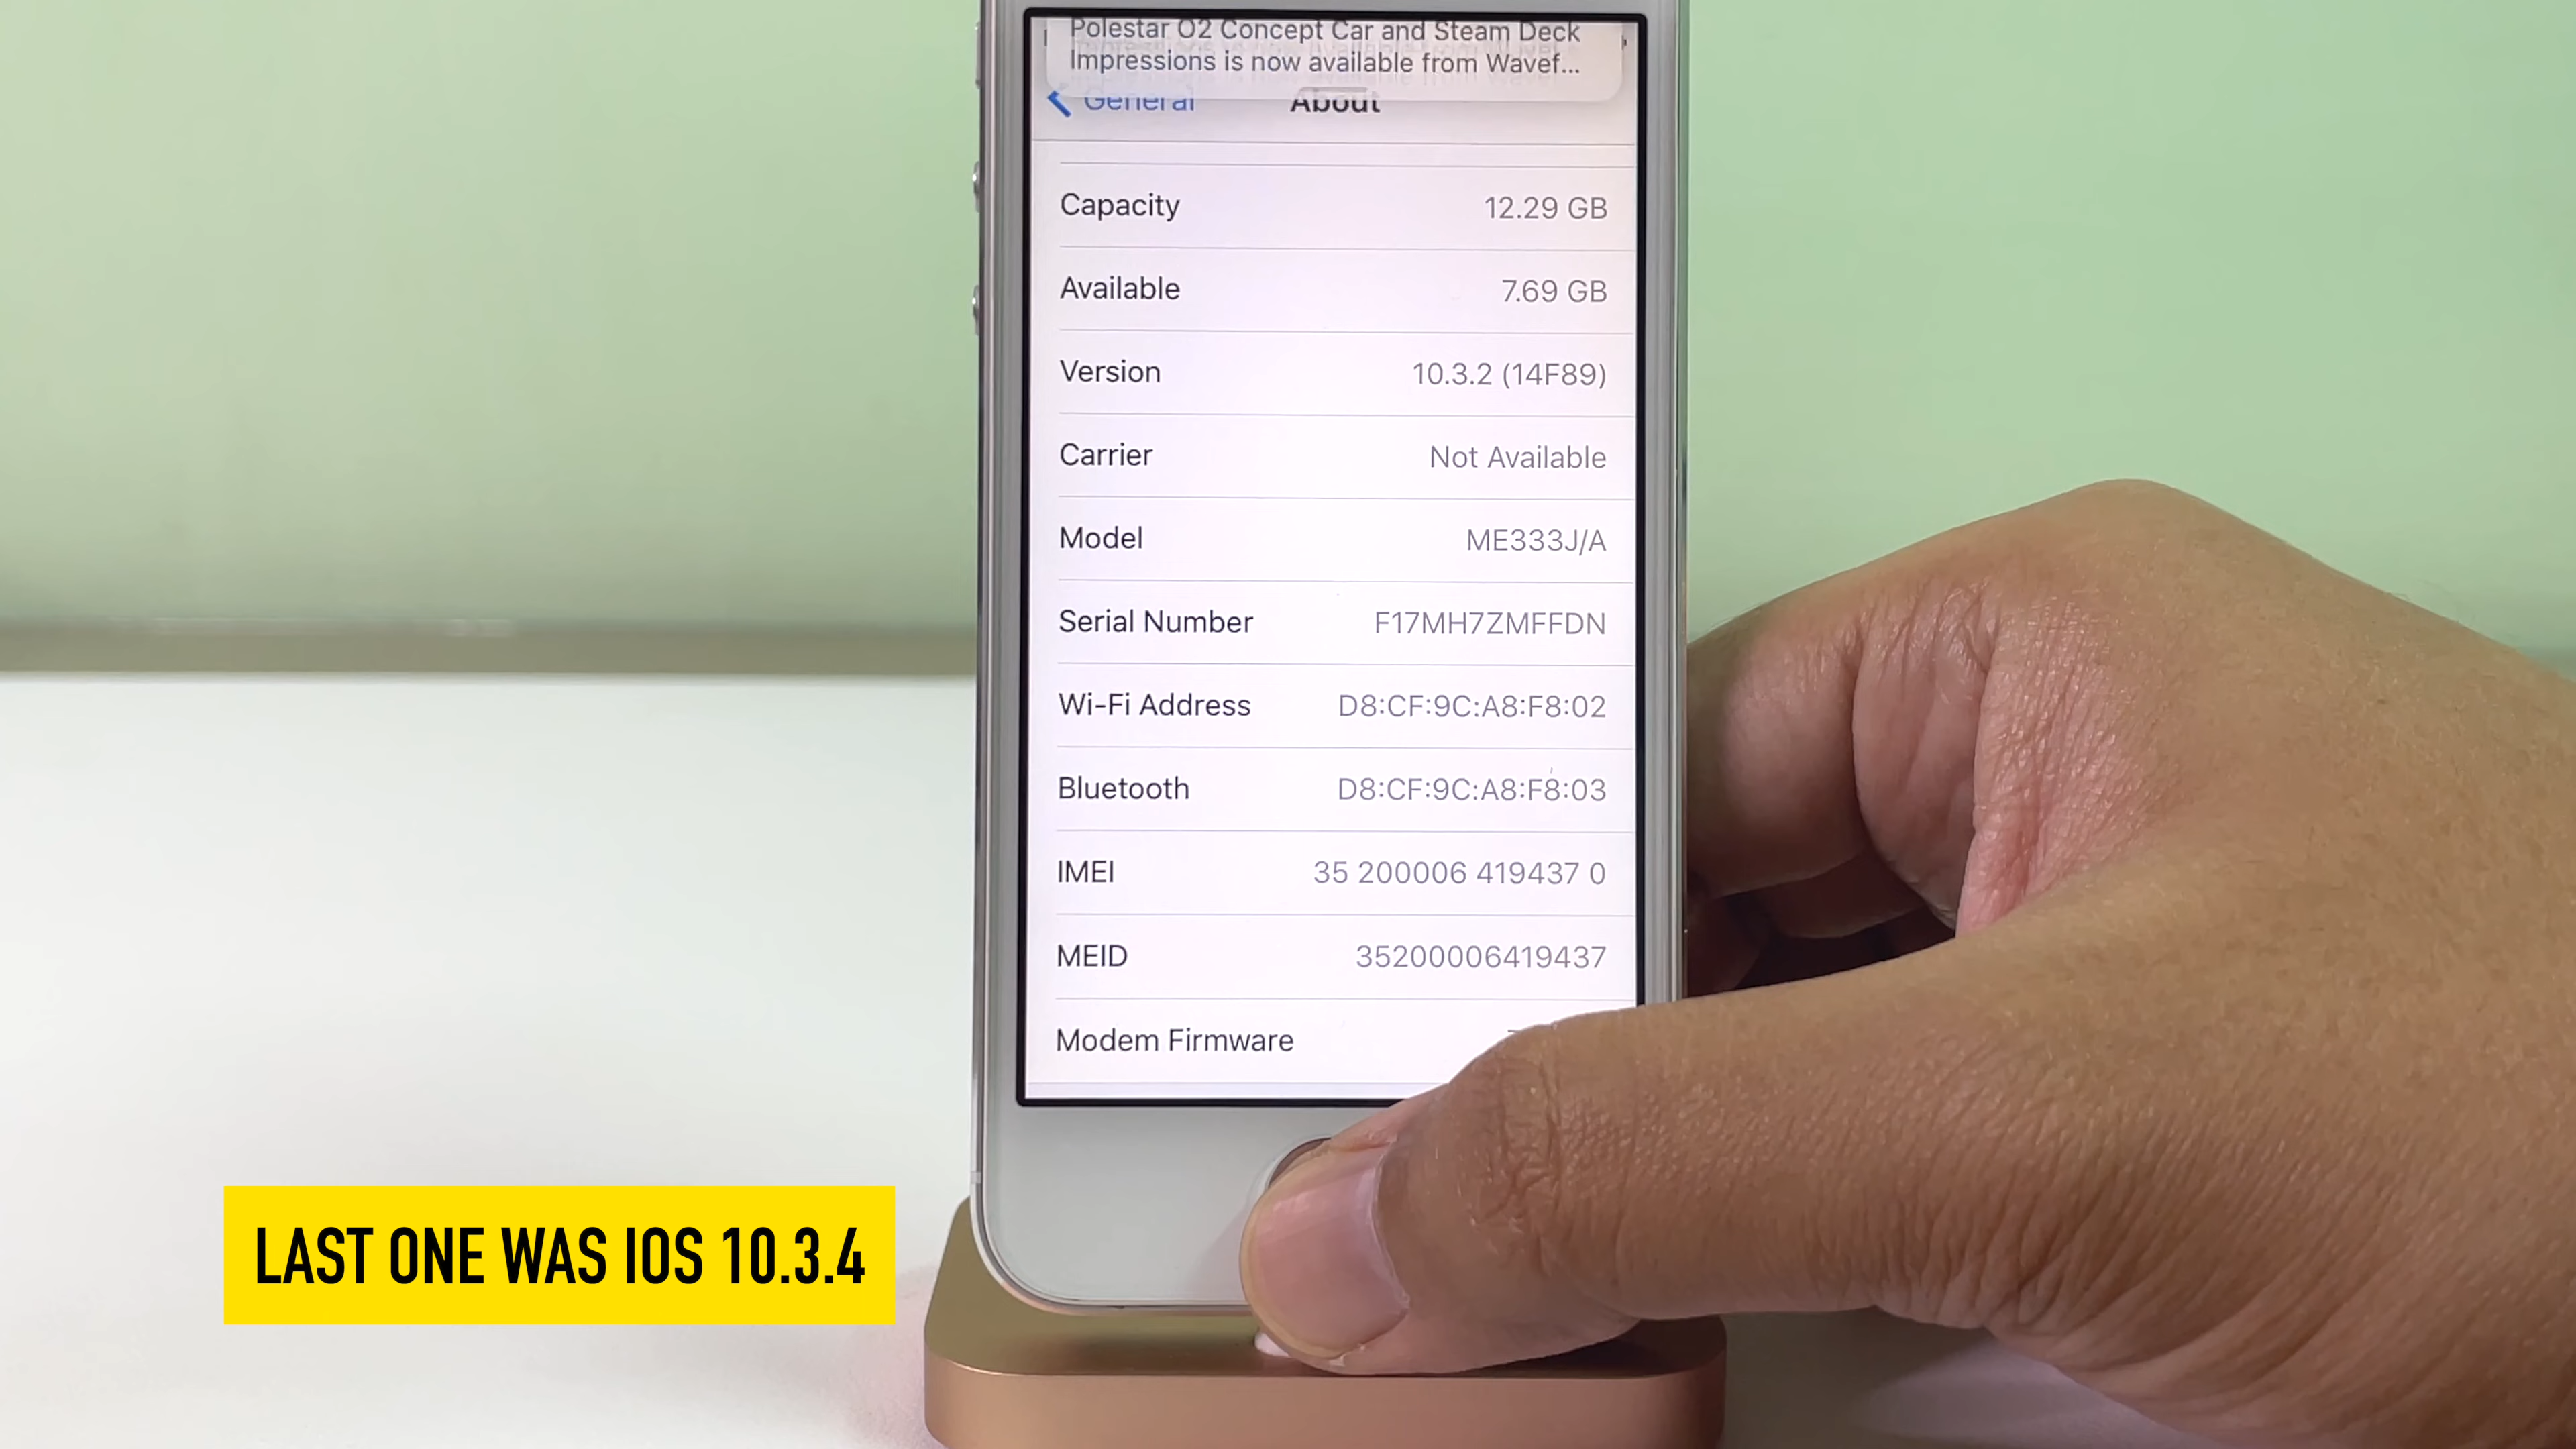 Polestar O2 Concept Car and Steam Deck
Impressions is now available from Wavef...
General
About
Capacity 12.29 GB
Available 7.69 GB
Version 10.3.2 (14F89)
Carrier Not Available
Model ME333J/A
Serial Number F17MH7ZMFFDN
Wi-Fi Address D8:CF:9C:A8:F8:02
Bluetooth D8:CF:9C:A8:F8:03
IMEI 35 200006 419437 0
MEID 35200006419437
Modem Firmware
LAST ONE WAS IOS 10.3.4